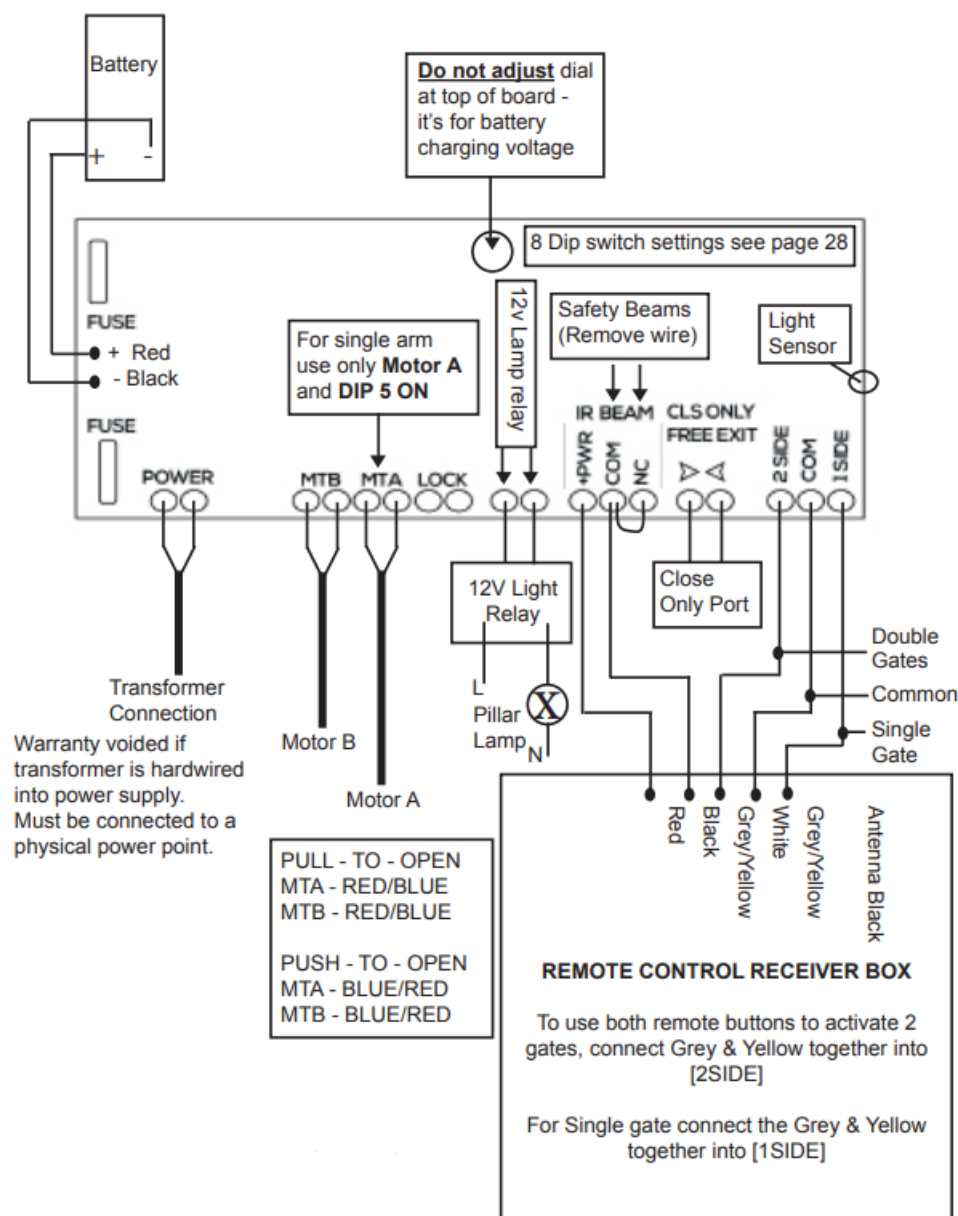 Battery
+ -
Do not adjust dial
at top of board -
it's for battery
charging voltage
8 Dip switch settings see page 28
FUSE
+ Red
- Black
FUSE
For single arm
use only Motor A
and DIP 5 ON
12v Lamp relay
Safety Beams
(Remove wire)
Light
Sensor
POWER
MTB MTA LOCK
IR BEAM
+PWR
COM
NC
CLS ONLY
FREE EXIT
2 SIDE
COM
1 SIDE
12V Light
Relay
Close
Only Port
L
Pillar
Lamp
X
N
Double
Gates
Common
Single
Gate
Transformer
Connection
Warranty voided if
transformer is hardwired
into power supply.
Must be connected to a
physical power point.
Motor B
Motor A
PULL - TO - OPEN
MTA - RED/BLUE
MTB - RED/BLUE
PUSH - TO - OPEN
MTA - BLUE/RED
MTB - BLUE/RED
Red
Black
Grey/Yellow
White
Grey/Yellow
Antenna Black
REMOTE CONTROL RECEIVER BOX
To use both remote buttons to activate 2
gates, connect Grey & Yellow together into
[2SIDE]
For Single gate connect the Grey & Yellow
together into [1SIDE]